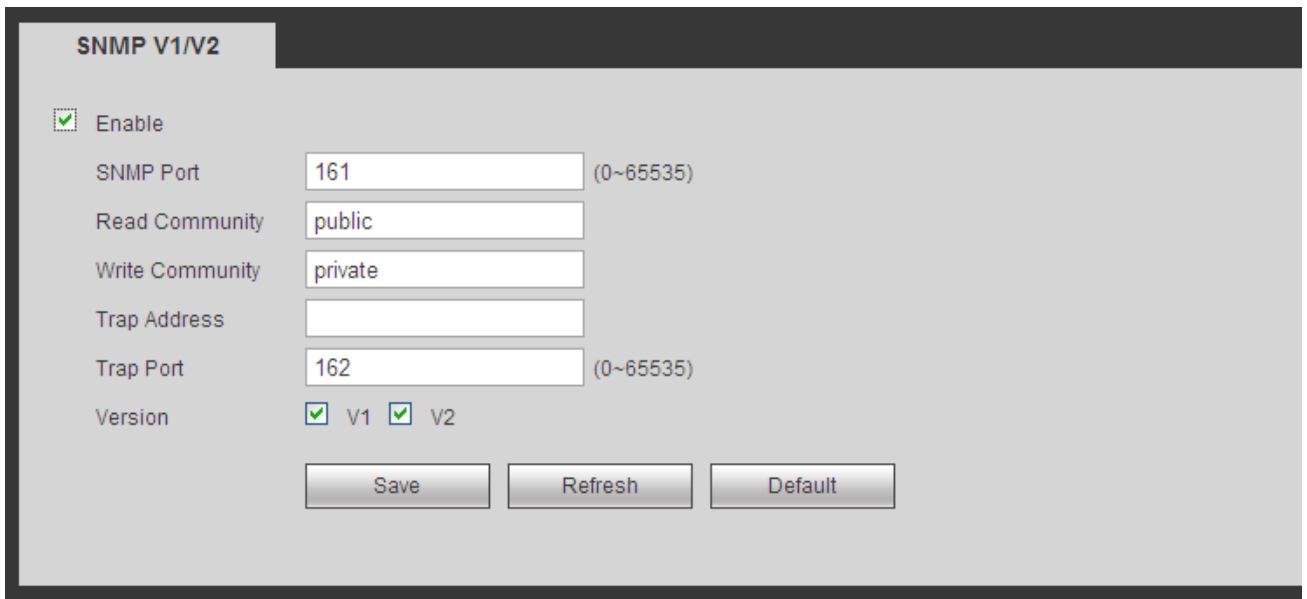 SNMP V1/V2
Enable
SNMP Port 161 (0~65535)
Read Community public
Write Community private
Trap Address
Trap Port 162 (0~65535)
Version V1 V2
Save Refresh Default